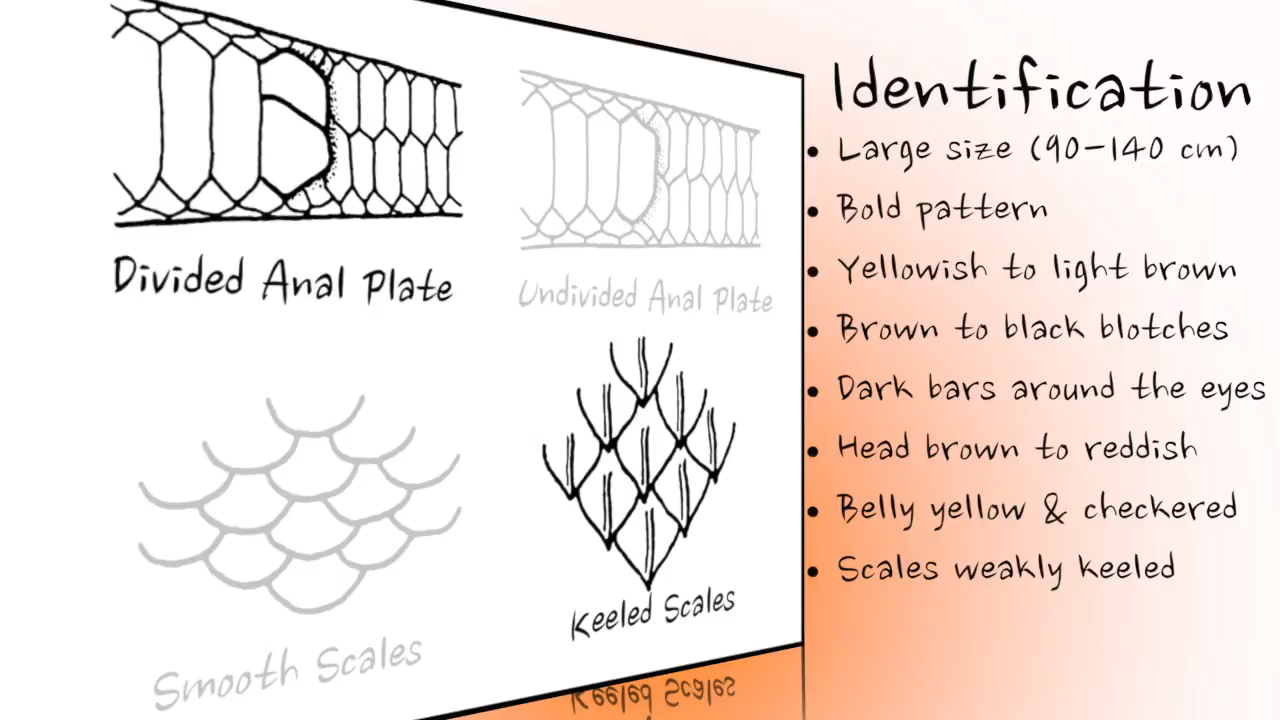 Divided Anal Plate
Undivided Anal Plate
Smooth Scales
Keeled Scales
Keeled Scales
Identification
• Large size (90-140 cm)
• Bold pattern
• Yellowish to light brown
• Brown to black blotches
• Dark bars around the eyes
• Head brown to reddish
• Belly yellow & checkered
• Scales weakly keeled